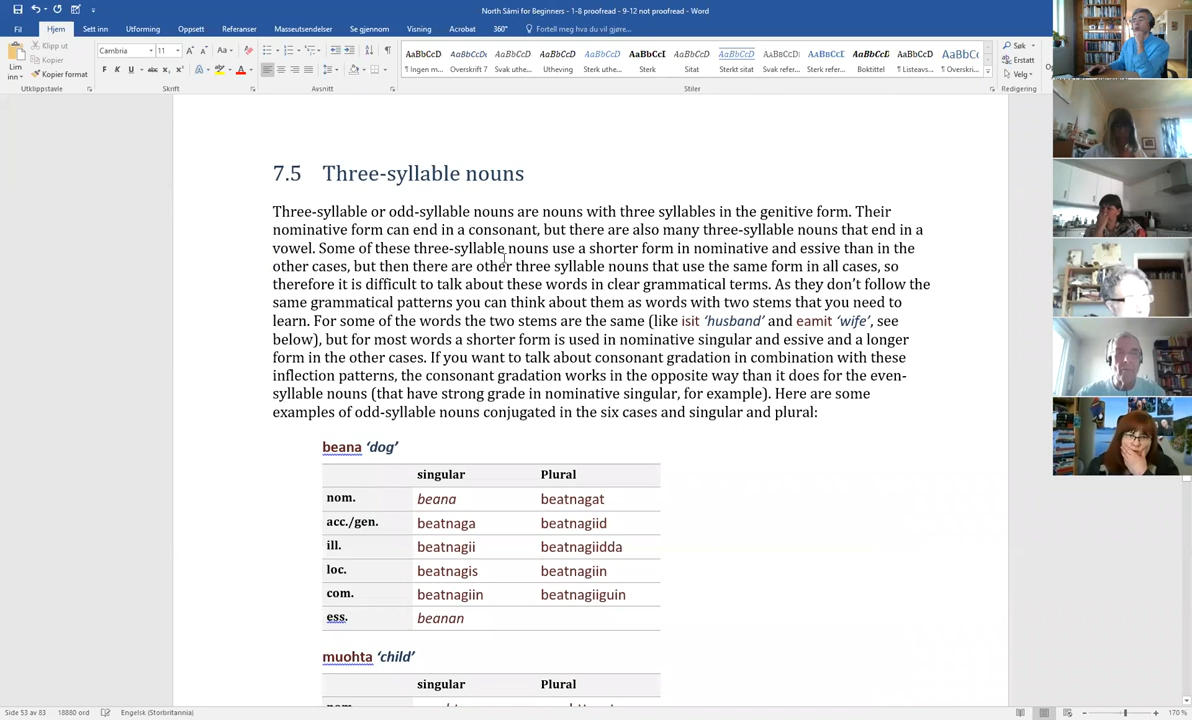 North Sámi for Beginners - 1-8 proofread - 9-12 not proofread - Word
Fil Hjem Sett inn Utforming Oppsett Referanser Masseutsendelser Se gjennom Visning Acrobat 360° Fortell meg hva du vil gjøre...
Lim inn
Klipp ut
Kopier
Kopier format
Utklippstavle
Cambria 11
Skrift
Avsnitt
AaBbCcD AaBbCcDc AaBbCcD AaBbCcD AaBbCcD AaBbCcI AaBbCcD AaBbCcD AaBbCcD AaBbCcI AaBbCcD AaBbCcD AaBbC
¶ Ingen m... Overskrift 7 Svak uthe... Utheving Sterk uthe... Sterk Sitat Sterkt sitat Svak refer... Sterk refer... Boktittel ¶ Listeavs... ¶ Overskri...
Stiler
Søk
Erstatt
Velg
Redigering
7.5 Three-syllable nouns
Three-syllable or odd-syllable nouns are nouns with three syllables in the genitive form. Their
nominative form can end in a consonant, but there are also many three-syllable nouns that end in a
vowel. Some of these three-syllable nouns use a shorter form in nominative and essive than in the
other cases, but then there are other three syllable nouns that use the same form in all cases, so
therefore it is difficult to talk about these words in clear grammatical terms. As they don't follow the
same grammatical patterns you can think about them as words with two stems that you need to
learn. For some of the words the two stems are the same (like isit ‘husband’ and eamit ‘wife’, see
below), but for most words a shorter form is used in nominative singular and essive and a longer
form in the other cases. If you want to talk about consonant gradation in combination with these
inflection patterns, the consonant gradation works in the opposite way than it does for the even-
syllable nouns (that have strong grade in nominative singular, for example). Here are some
examples of odd-syllable nouns conjugated in the six cases and singular and plural:
beana ‘dog’
singular Plural
nom. beana beatnagat
acc./gen. beatnaga beatnagiid
ill. beatnagii beatnagiidda
loc. beatnagis beatnagiin
com. beatnagiin beatnagiiguin
ess. beanan
muohta ‘child’
singular Plural
Side 53 av 83 18880 ord Engelsk (Storbritannia) 170 %